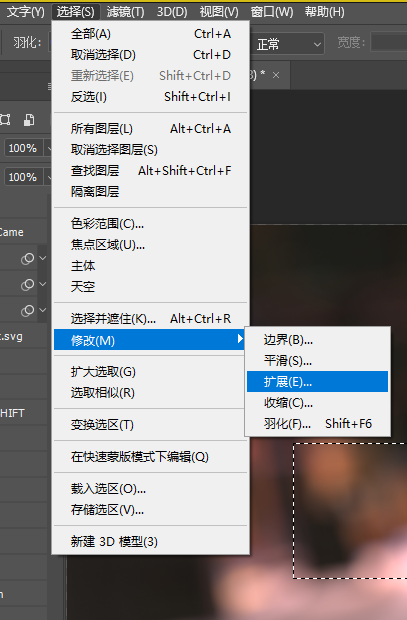 文字(Y) 选择(S) 滤镜(T) 3D(D) 视图(V) 窗口(W) 帮助(H)
羽化: 正常 宽度:
全部(A) Ctrl+A
取消选择(D) Ctrl+D
重新选择(E) Shift+Ctrl+D
) * ×
反选(I) Shift+Ctrl+I
所有图层(L) Alt+Ctrl+A
100% 取消选择图层(S)
100% 查找图层 Alt+Shift+Ctrl+F
隔离图层
色彩范围(C)...
Came
焦点区域(U)...
主体
天空
选择并遮住(K)... Alt+Ctrl+R
.svg
修改(M) 边界(B)...
平滑(S)...
扩大选取(G) 扩展(E)...
选取相似(R) 收缩(C)...
HIFT
变换选区(T) 羽化(F)... Shift+F6
在快速蒙版模式下编辑(Q)
载入选区(O)...
存储选区(V)...
新建 3D 模型(3)